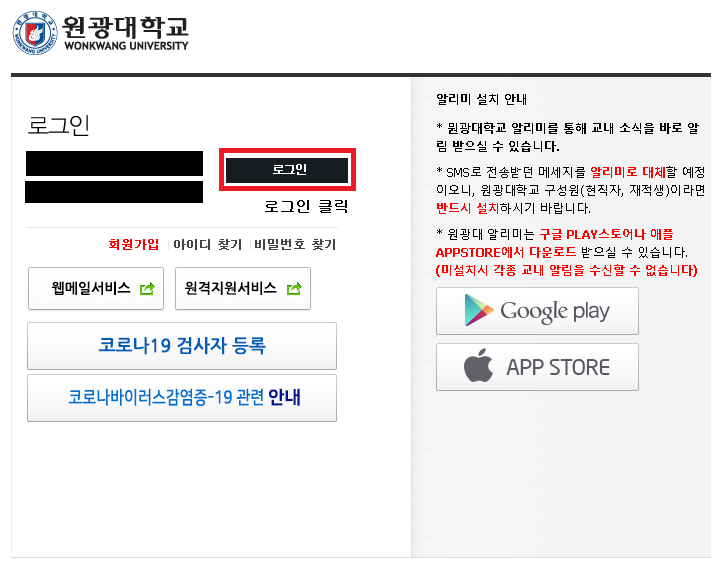 원광대학교
WONKWANG UNIVERSITY
로그인
로그인
로그인 클릭
회원가입 | 아이디 찾기 | 비밀번호 찾기
웹메일서비스
원격지원서비스
코로나19 검사자 등록
코로나바이러스감염증-19 관련 안내
알리미 설치 안내
* 원광대학교 알리미를 통해 교내 소식을 바로 알
림 받으실 수 있습니다.
* SMS로 전송받던 메세지를 알리미로 대체할 예정
이오니, 원광대학교 구성원(현직자, 재적생)이라면
반드시 설치하시기 바랍니다.
* 원광대 알리미는 구글 PLAY스토어나 애플
APPSTORE에서 다운로드 받으실 수 있습니다.
(미설치시 각종 교내 알림을 수신할 수 없습니다)
Google play
APP STORE